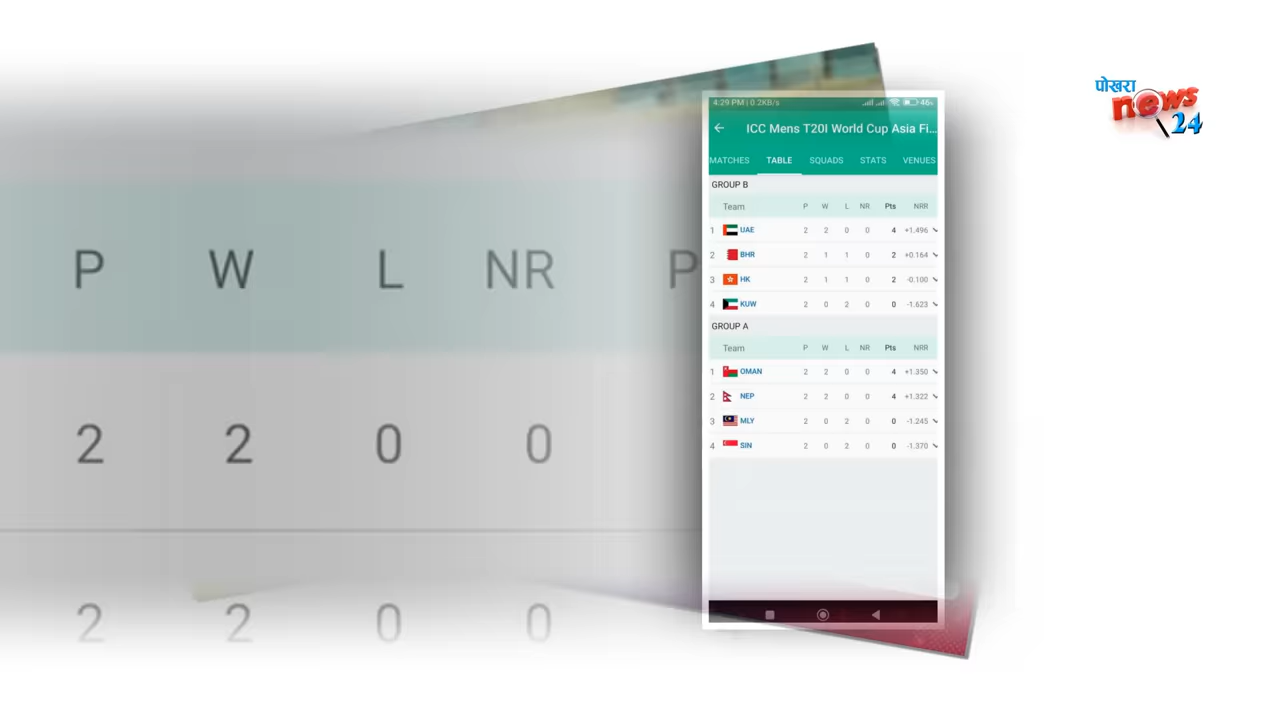 पोखरा
news
24
P W L NR P
2 2 0 0
2 2 0 0
4:29 PM | 0.2KB/s 46
ICC Mens T20I World Cup Asia Fi...
MATCHES TABLE SQUADS STATS VENUES
GROUP B
Team P W L NR Pts NRR
1 UAE 2 2 0 0 4 +1.496
2 BHR 2 1 1 0 2 +0.164
3 HK 2 1 1 0 2 -0.100
4 KUW 2 0 2 0 0 -1.623
GROUP A
Team P W L NR Pts NRR
1 OMAN 2 2 0 0 4 +1.350
2 NEP 2 2 0 0 4 +1.322
3 MLY 2 0 2 0 0 -1.245
4 SIN 2 0 2 0 0 -1.370